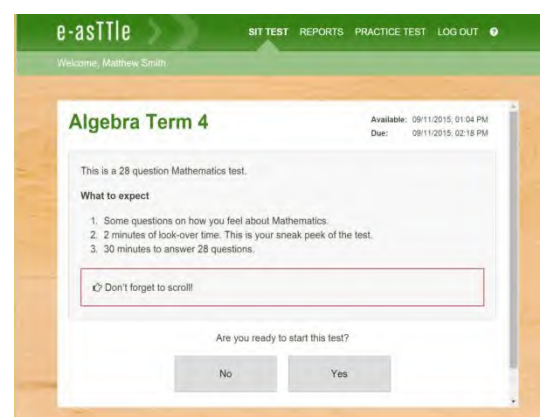 e-asTTle
SIT TEST REPORTS PRACTICE TEST LOG OUT ?
Welcome, Matthew Smith
Algebra Term 4
Available: 09/11/2015, 01:04 PM
Due: 09/11/2015, 02:18 PM
This is a 28 question Mathematics test.
What to expect
1. Some questions on how you feel about Mathematics.
2. 2 minutes of look-over time. This is your sneak peek of the test.
3. 30 minutes to answer 28 questions.
Don't forget to scroll!
Are you ready to start this test?
No Yes